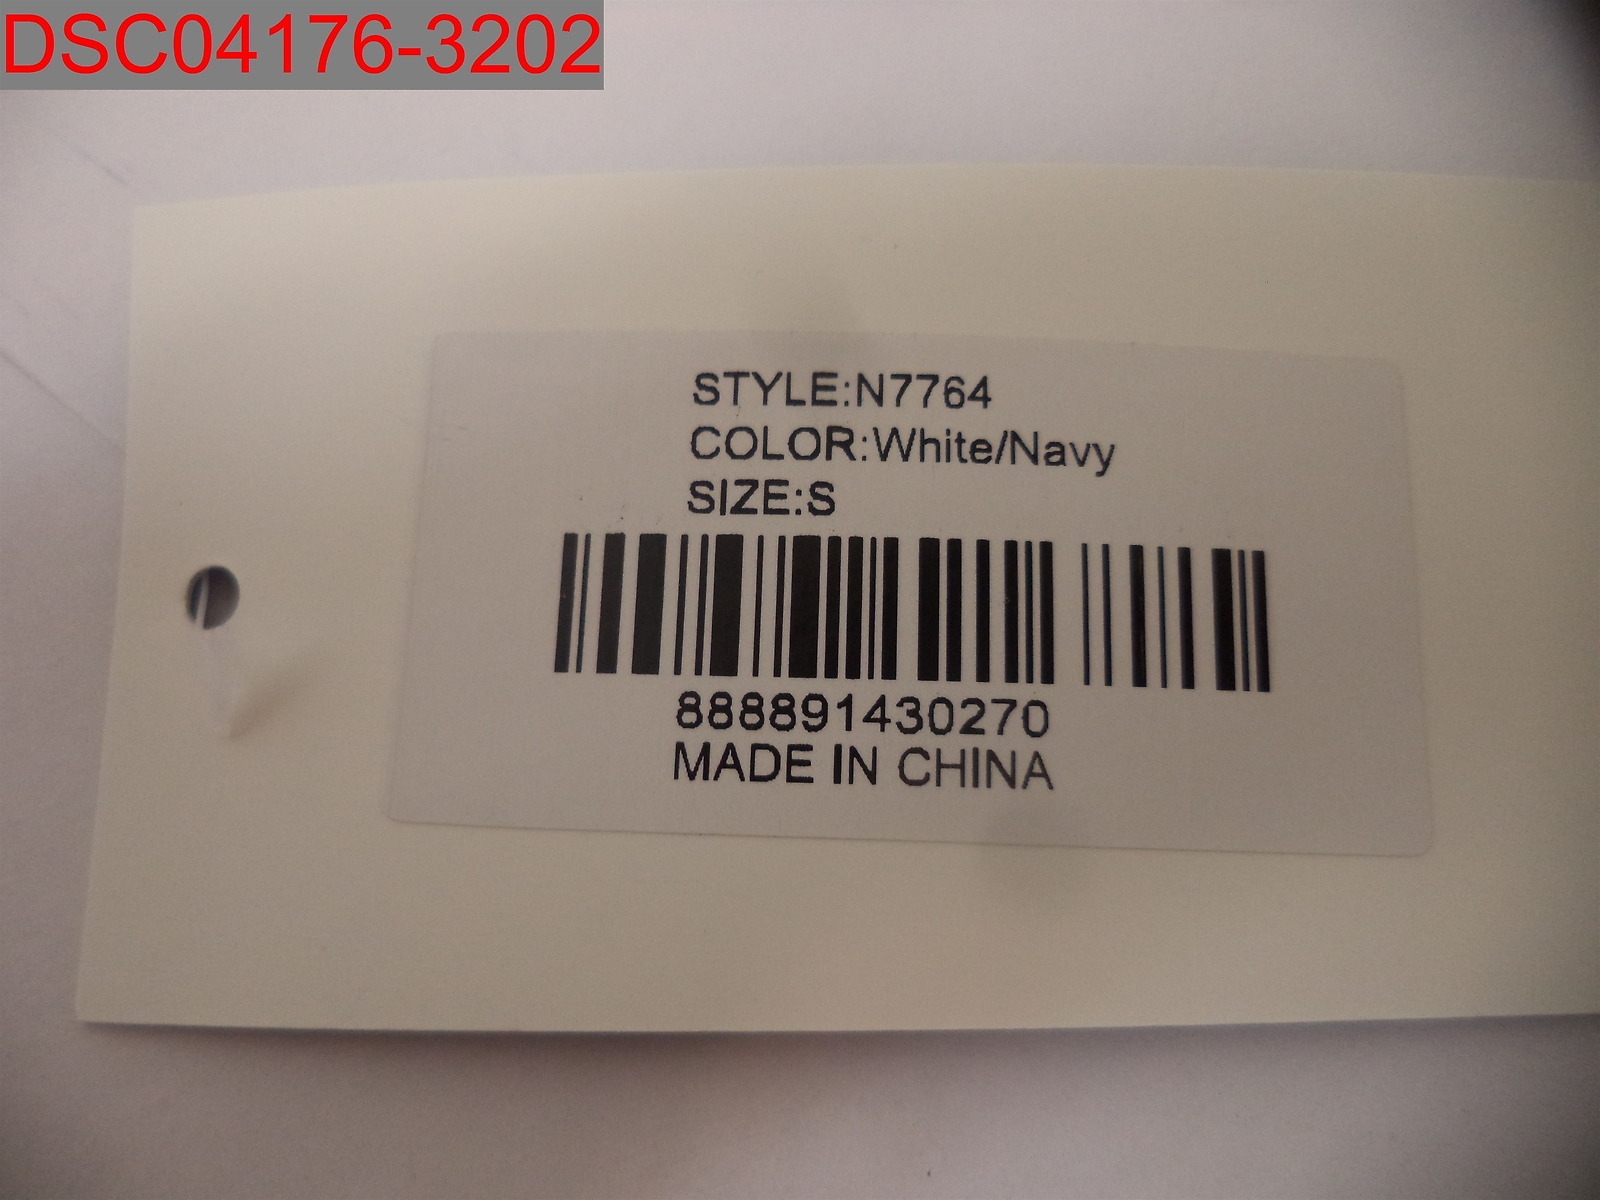 DSC04176-3202
STYLE:N7764
COLOR:White/Navy
SIZE:S
888891430270
MADE IN CHINA